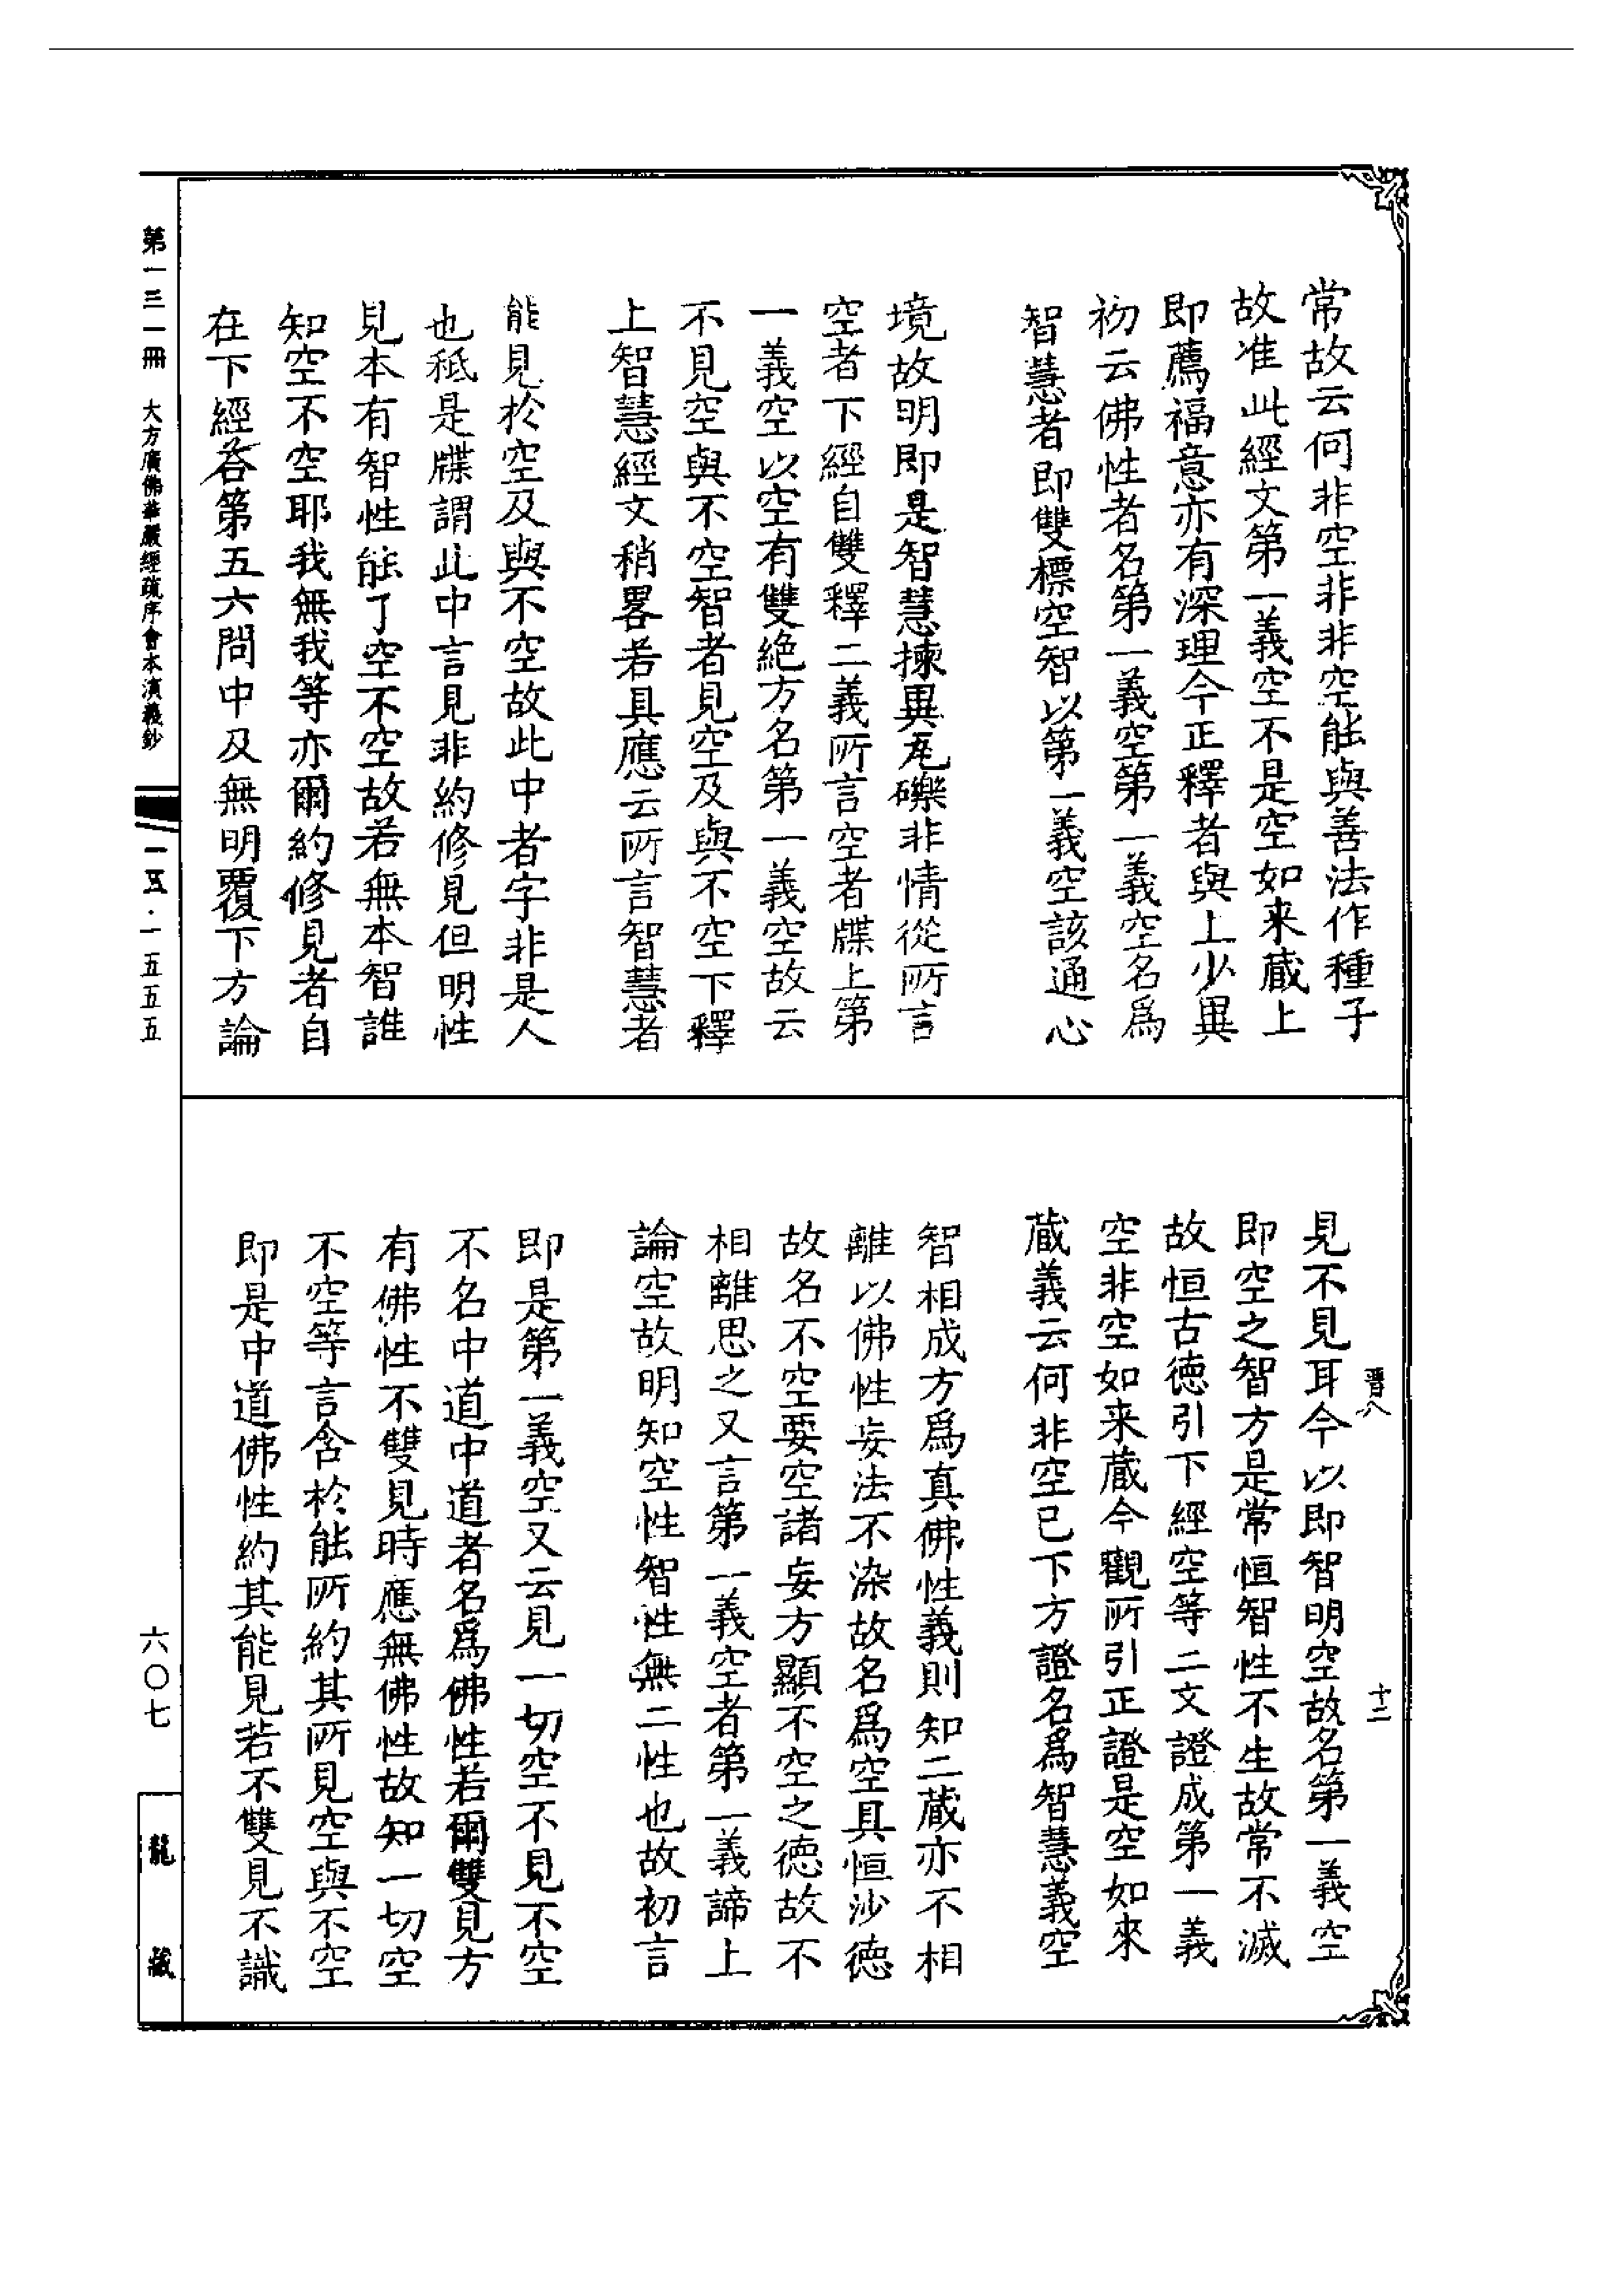 常故云何非空非非空能與善法作種子
故准此經文第一義空不是空如来蔵上
即薦福意亦有深理今正釋者與上少異
初云佛性者名第一義空第一義空名爲
智慧者即雙標空智以第一義空該通心
境故明即是智慧揀異瓦礫非情從所言
空者下經自雙釋二義所言空者牒上第
一義空以空有雙絶方名第一義空故云
不見空與不空智者見空及與不空下釋
上智慧經文稍畧若具應云所言智慧者
能見於空及與不空故此中者字非是人
也秖是牒謂此中言見非約修見但明性
見本有智性能了空不空故若無本智誰
知空不空耶我無我等亦爾約修見者自
在下經答第五六問中及無明覆下方論
見不見耳今以即智明空故名第一義空
即空之智方是常恒智性不生故常不滅
故恒古徳引下經空等二文證成第一義
空非空如来蔵今觀所引正證是空如來
蔵義云何非空已下方證名爲智慧義空
智相成方爲真佛性義則知二蔵亦不相
離以佛性妄法不染故名爲空具恒沙徳
故名不空要空諸妄方顯不空之徳故不
相離思之又言第一義空者第一義諦上
論空故明知空性智性無二性也故初言
即是第一義空又云見一切空不見不空
不名中道中道者名爲佛性若爾雙見方
有佛性不雙見時應無佛性故知一切空
不空等言含於能所約其所見空與不空
即是中道佛性約其能見若不雙見不識
晋八
十二
第一三一冊
大方廣佛華嚴經疏序會本演義鈔
一五·一五五五
六〇七
龍藏